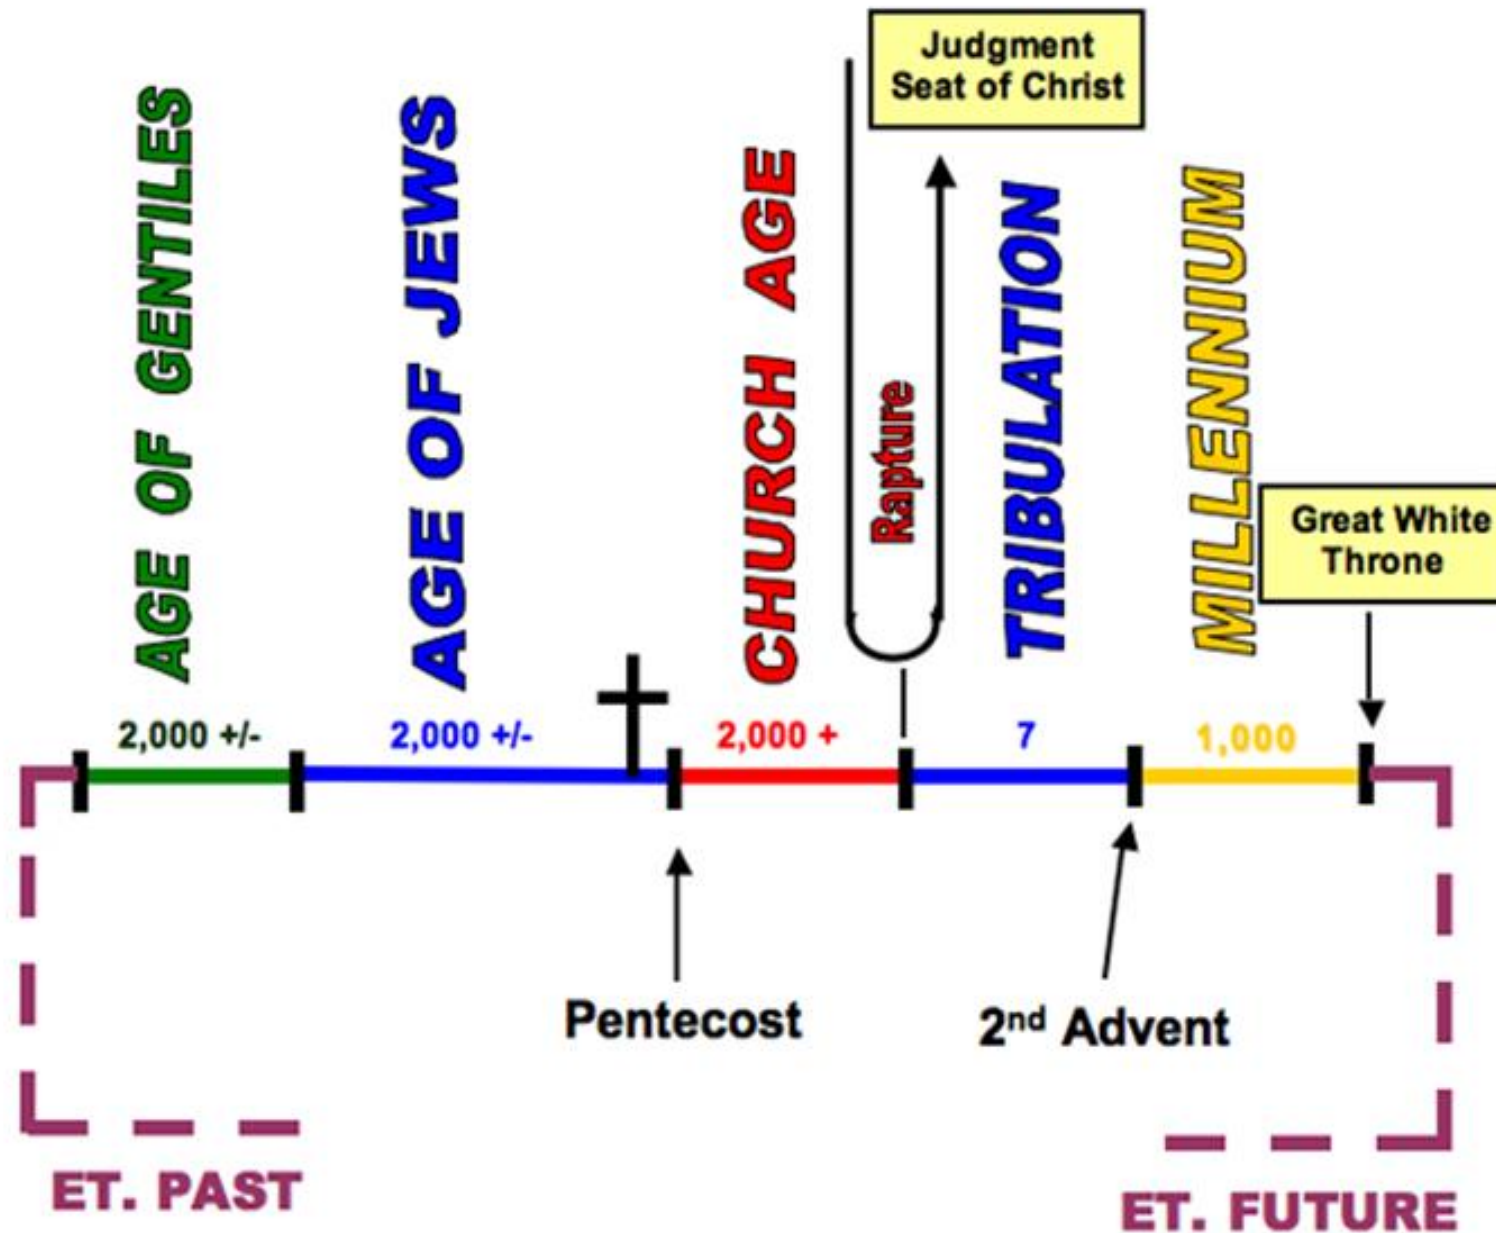 Judgment
Seat of Christ
AGE OF GENTILES
AGE OF JEWS
CHURCH AGE
Rapture
TRIBULATION
MILLENNIUM
Great White
Throne
2,000 +/-
2,000 +/-
2,000 +
7
1,000
Pentecost
2nd Advent
ET. PAST
ET. FUTURE